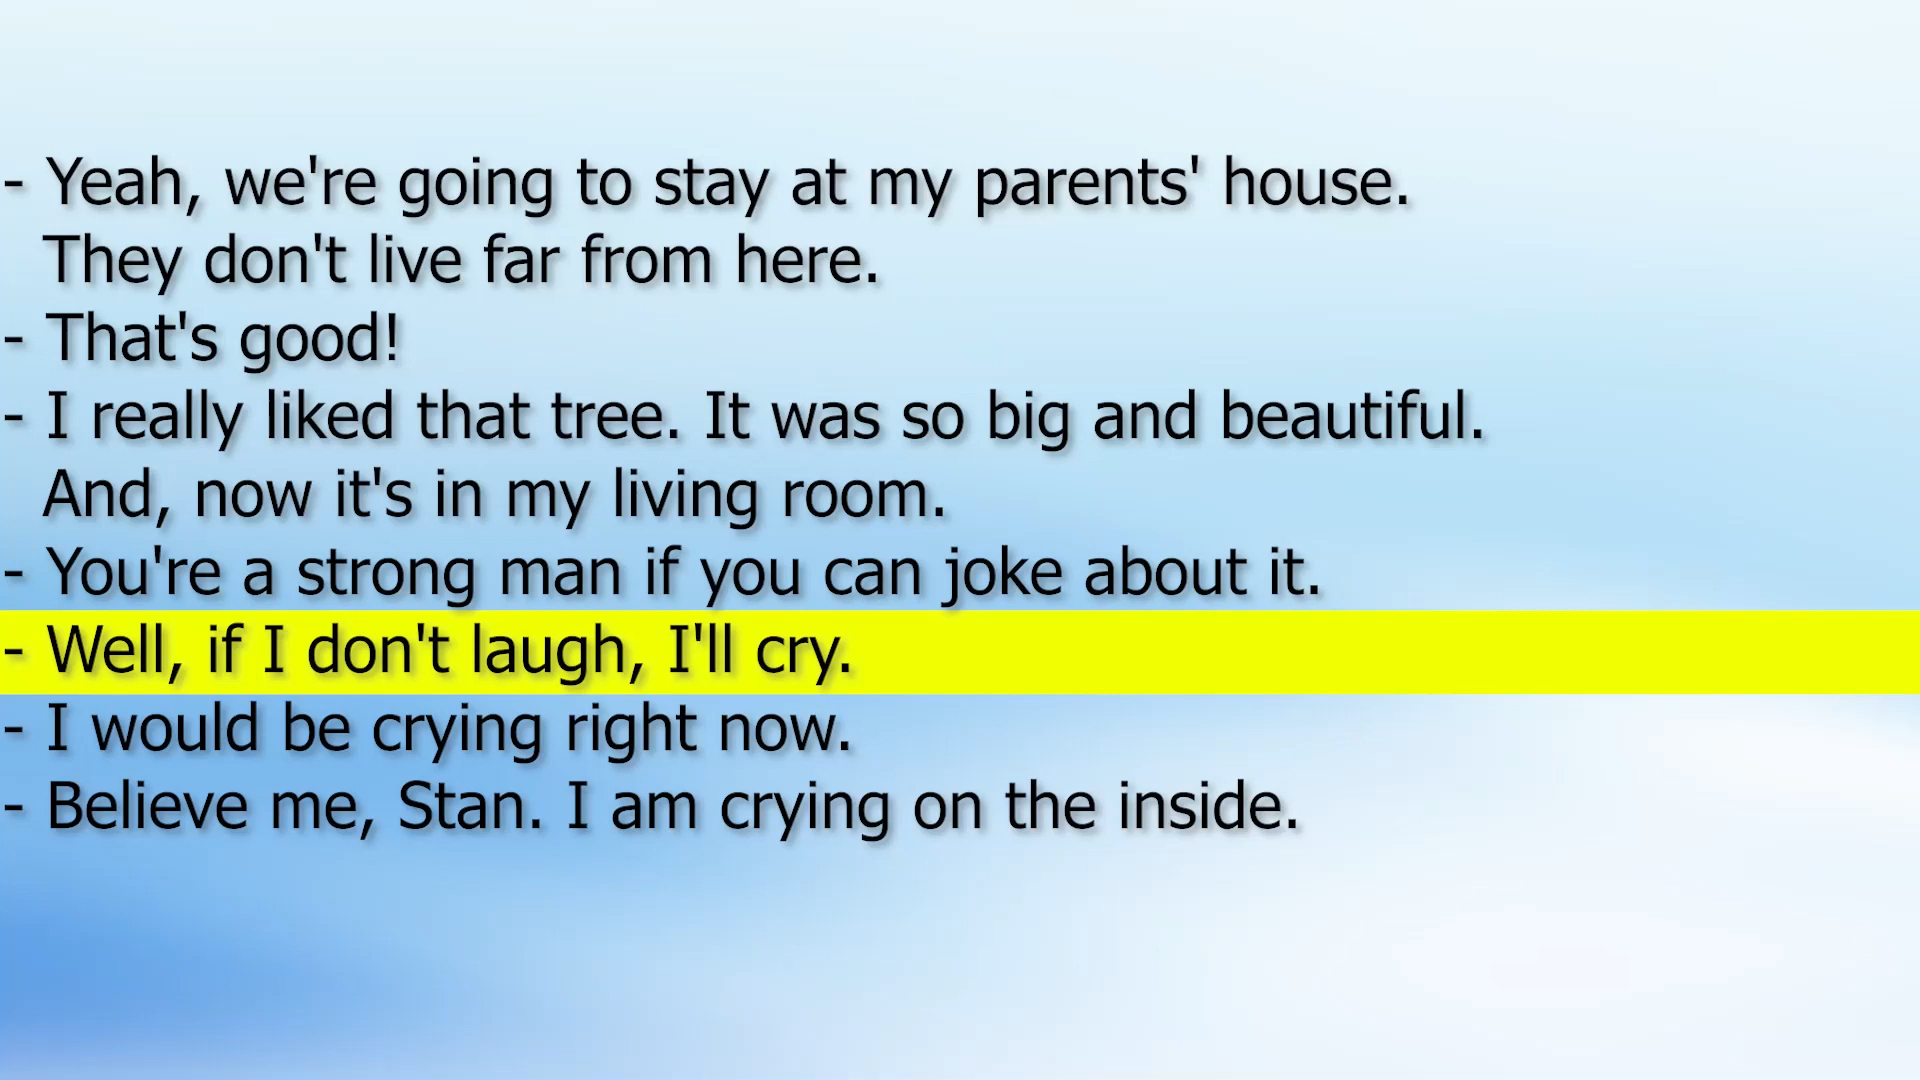 - Yeah, we're going to stay at my parents' house.
They don't live far from here.
- That's good!
- I really liked that tree. It was so big and beautiful.
And, now it's in my living room.
- You're a strong man if you can joke about it.
- Well, if I don't laugh, I'll cry.
- I would be crying right now.
- Believe me, Stan. I am crying on the inside.